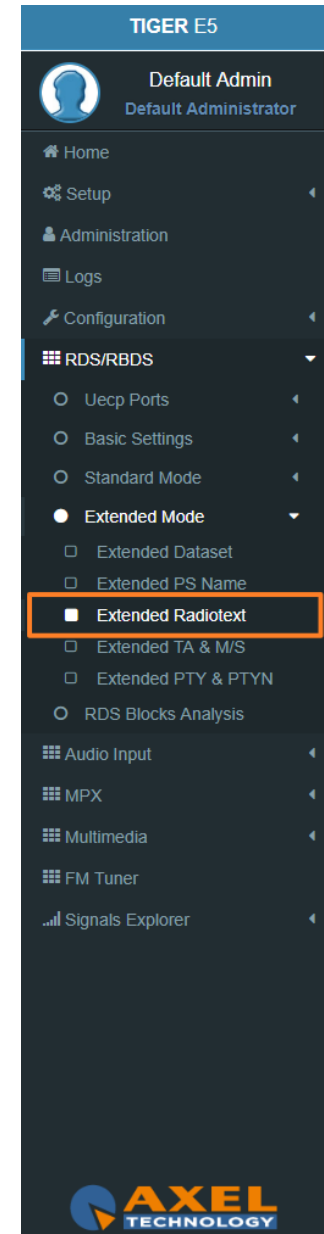 TIGER E5
Default Admin
Default Administrator
Home
Setup
Administration
Logs
Configuration
RDS/RBDS
Uecp Ports
Basic Settings
Standard Mode
Extended Mode
Extended Dataset
Extended PS Name
Extended Radiotext
Extended TA & M/S
Extended PTY & PTYN
RDS Blocks Analysis
Audio Input
MPX
Multimedia
FM Tuner
Signals Explorer
AXEL
TECHNOLOGY